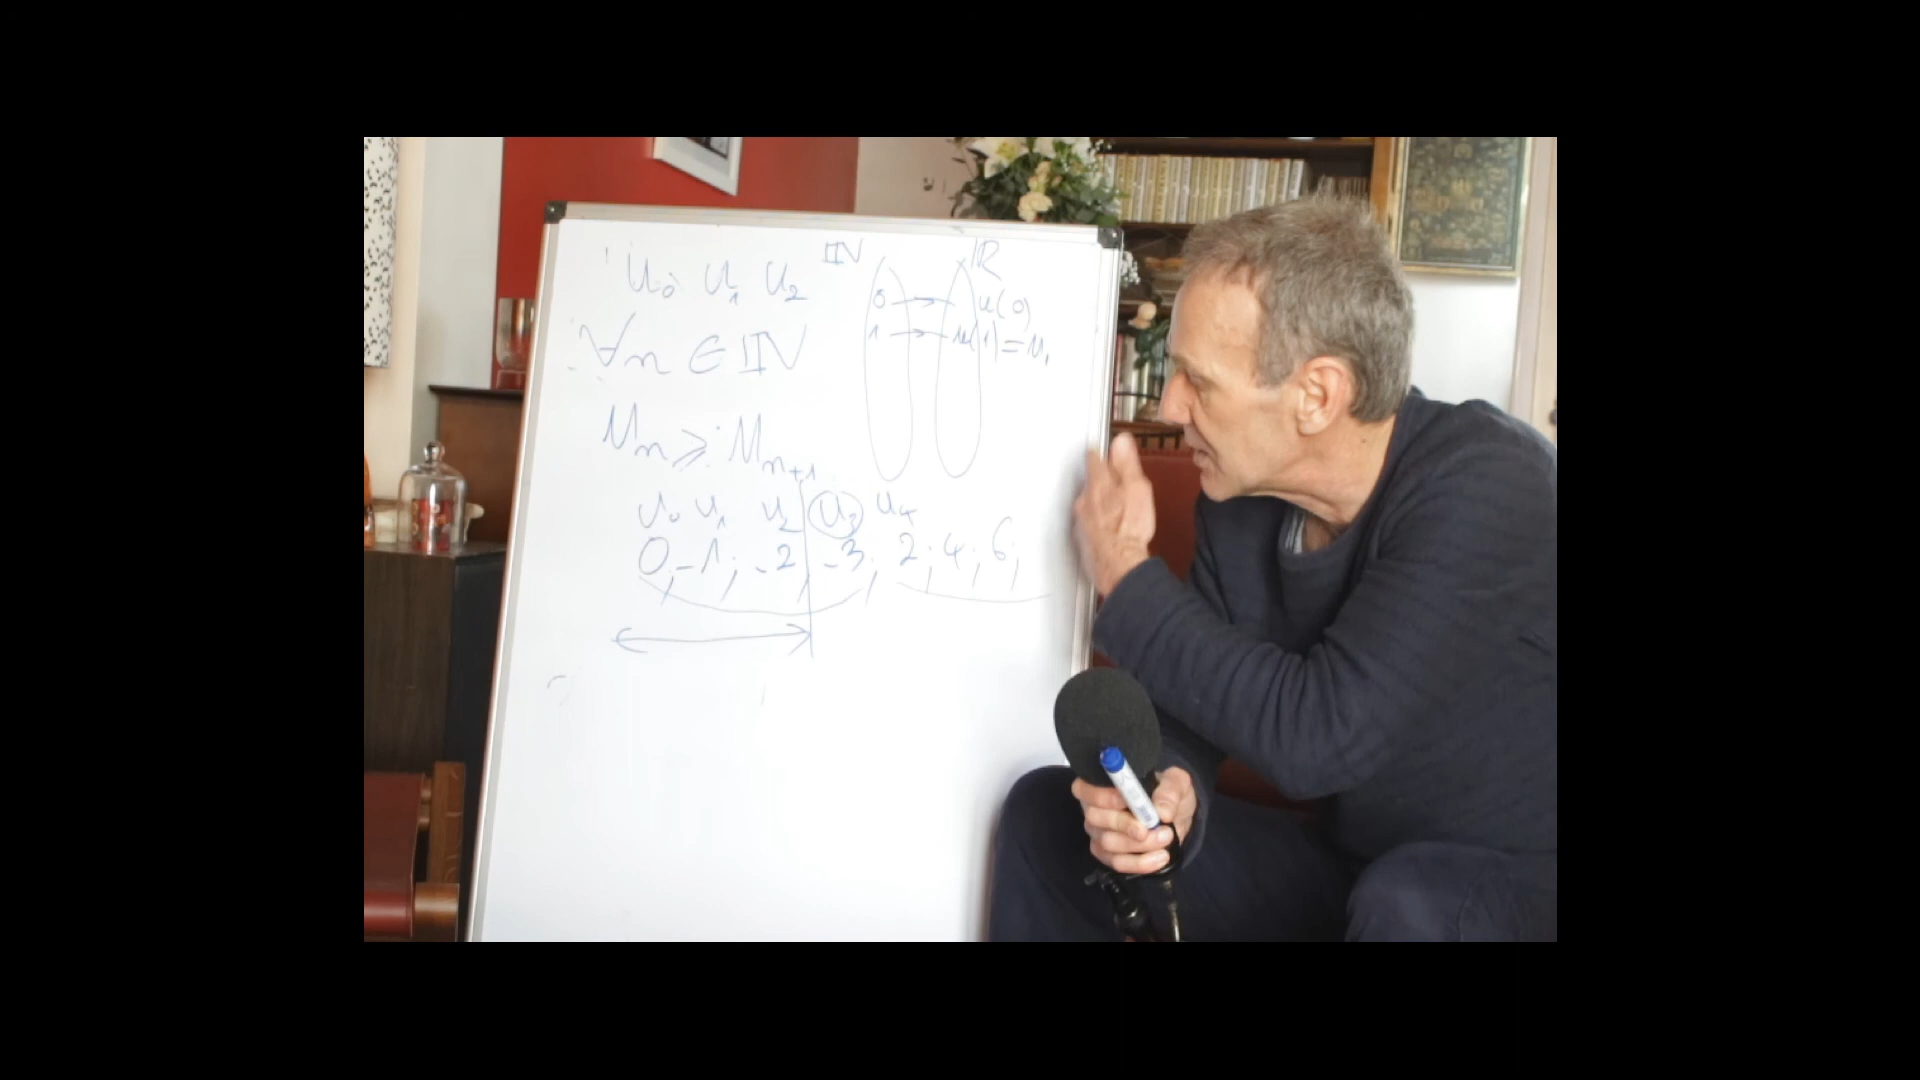 U₀ U₁ U₂
∀n ∈ ℕ
Uₙ ⩾ Uₙ₊₁
U₀ U₁ U₂ U₃ U₄
0; -1; -2; -3; 2; 4; 6;
ℕ ℝ
0 → u(0)
1 → u(1) = U₁